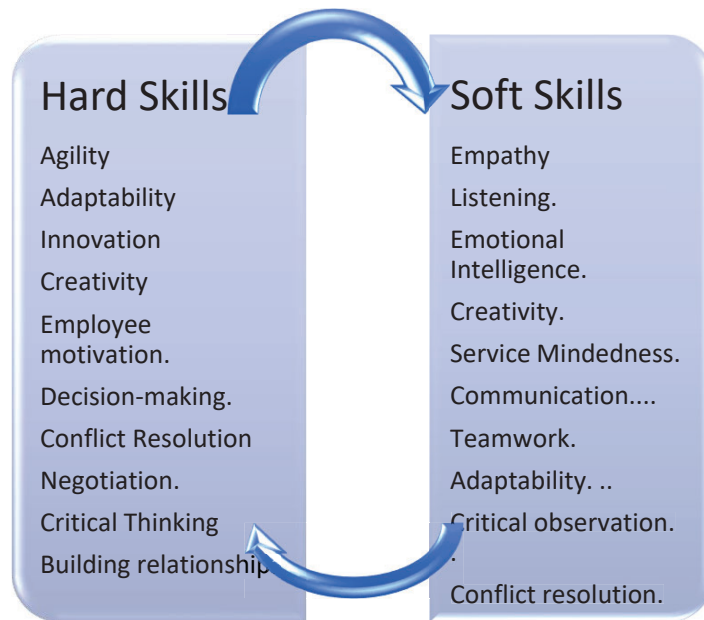 Hard Skills
Agility
Adaptability
Innovation
Creativity
Employee
motivation.
Decision-making.
Conflict Resolution
Negotiation.
Critical Thinking
Building relationship
Soft Skills
Empathy
Listening.
Emotional
Intelligence.
Creativity.
Service Mindedness.
Communication....
Teamwork.
Adaptability. ..
Critical observation.
.
Conflict resolution.